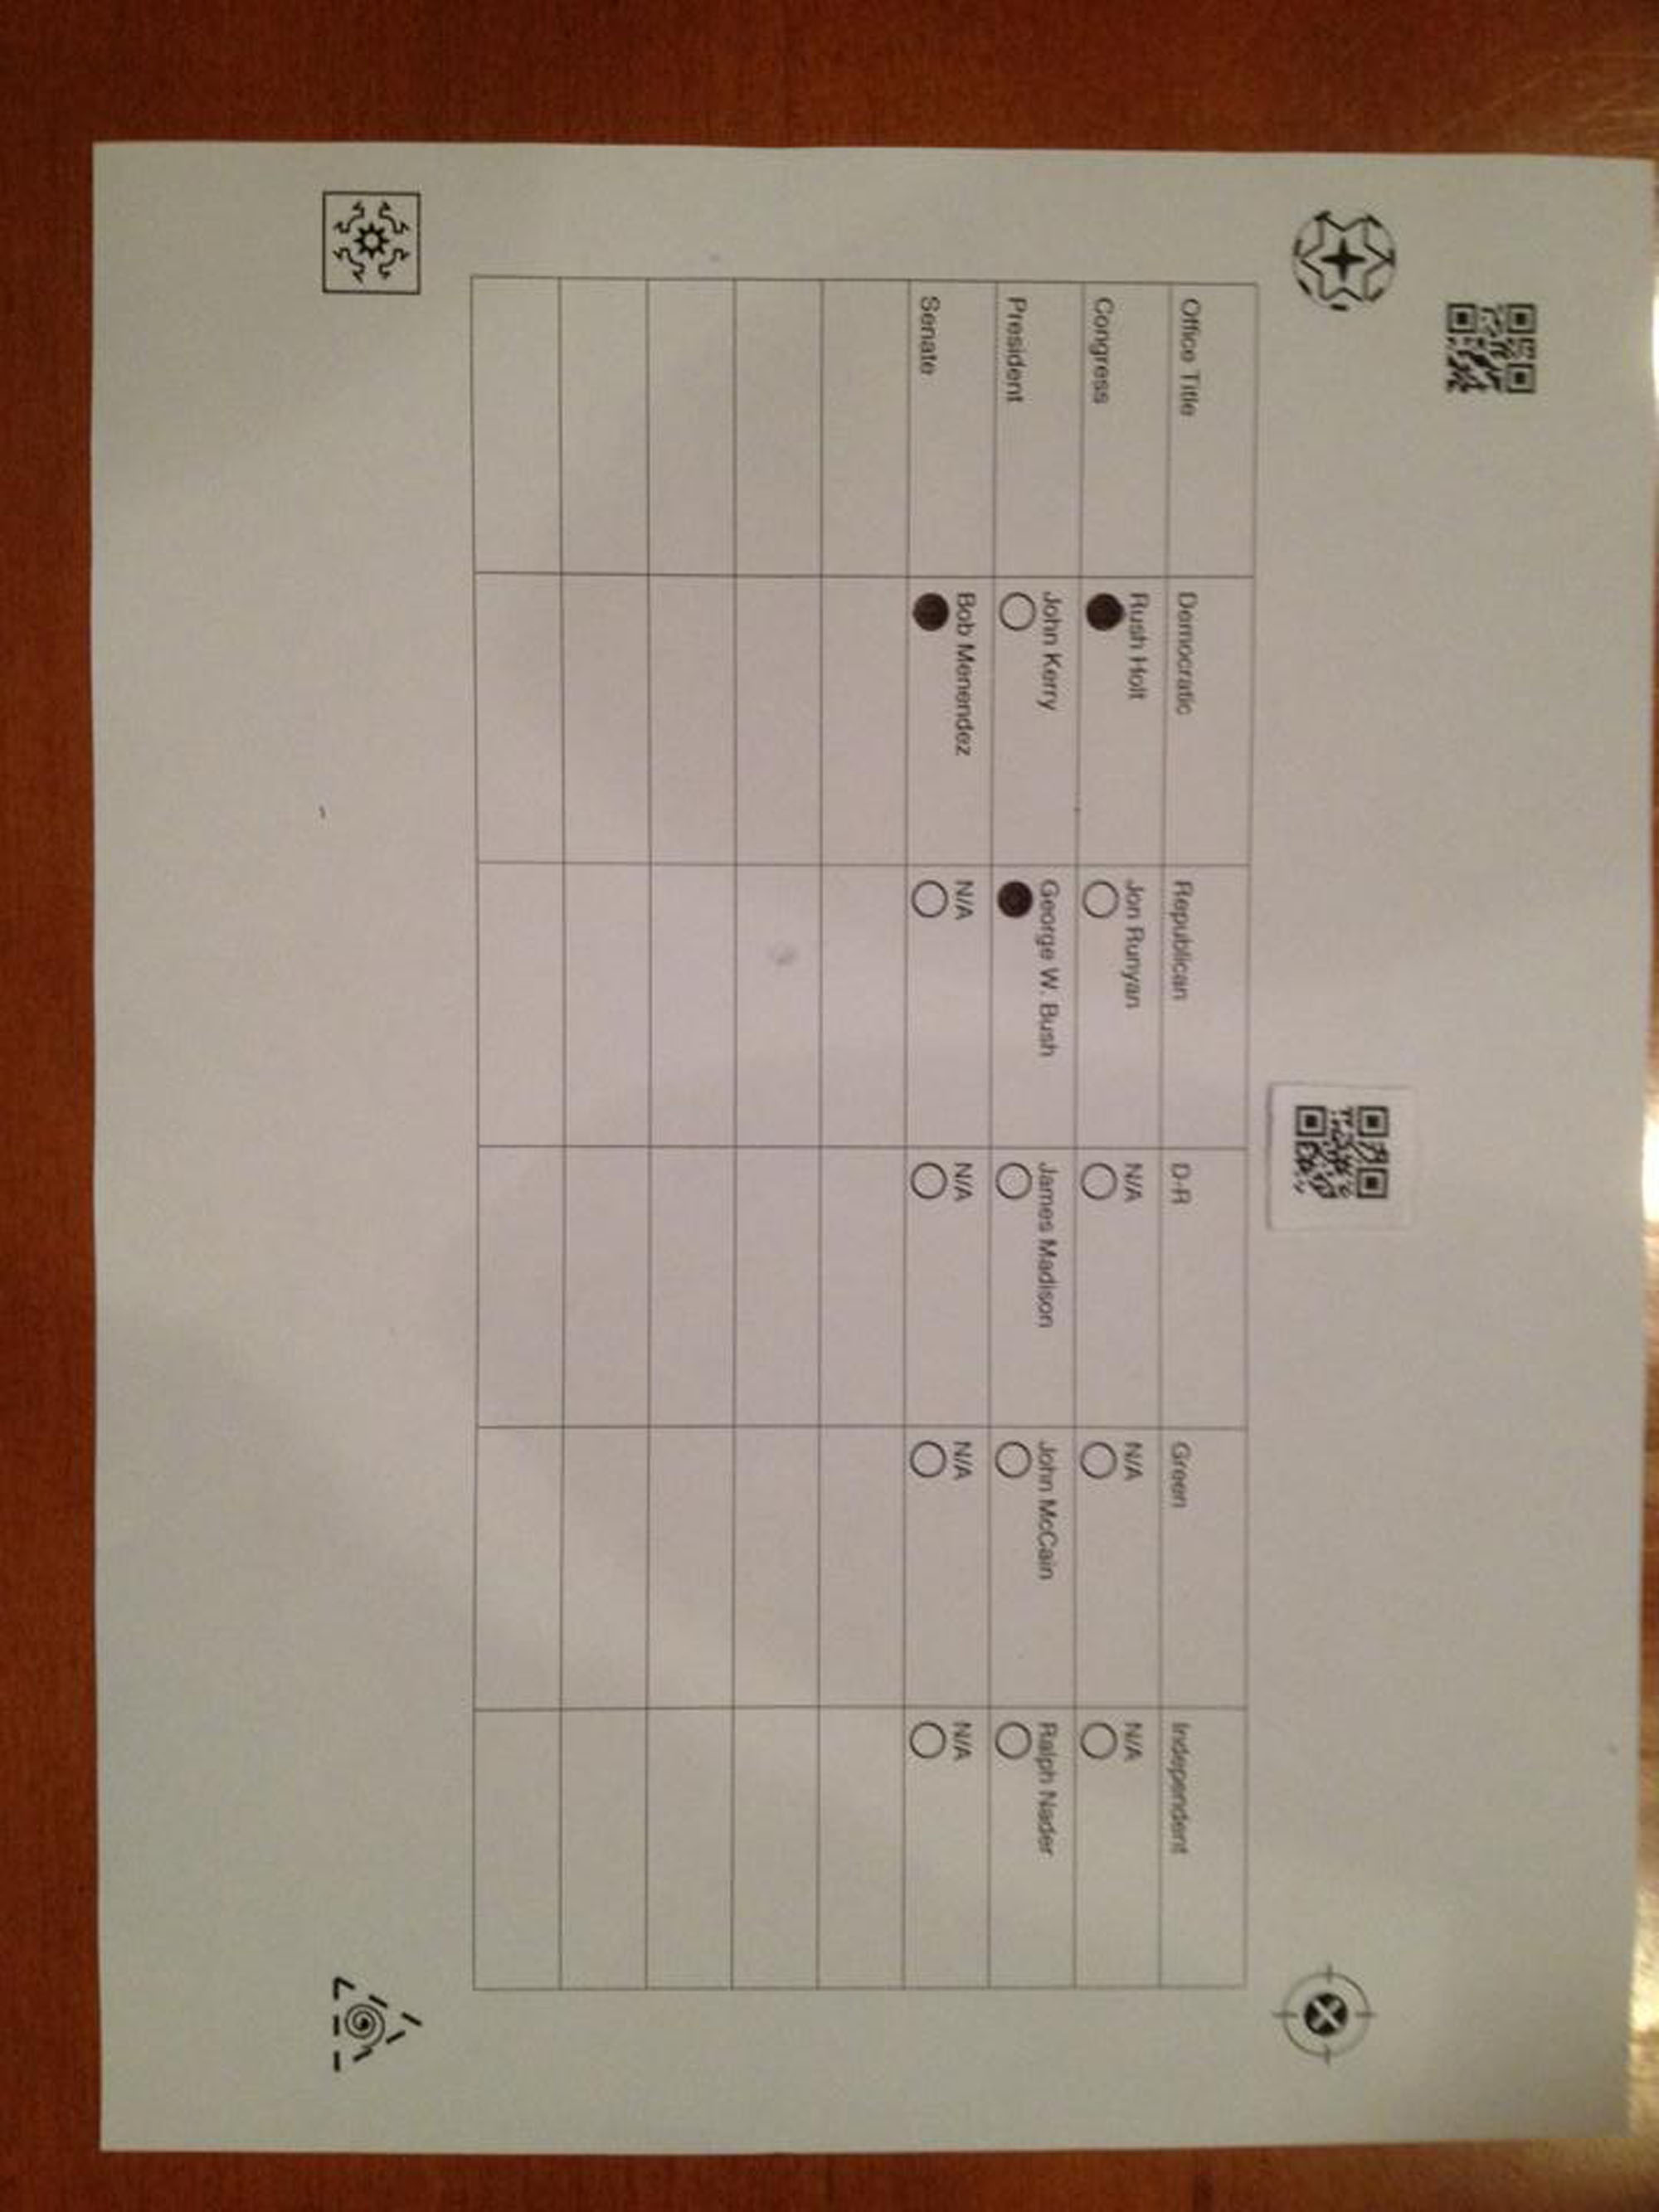 Office Title Democratic Republican D-R Green Independent
Congress Rush Holt Jon Runyan N/A N/A N/A
President John Kerry George W. Bush James Madison John McCain Ralph Nader
Senate Bob Menendez N/A N/A N/A N/A